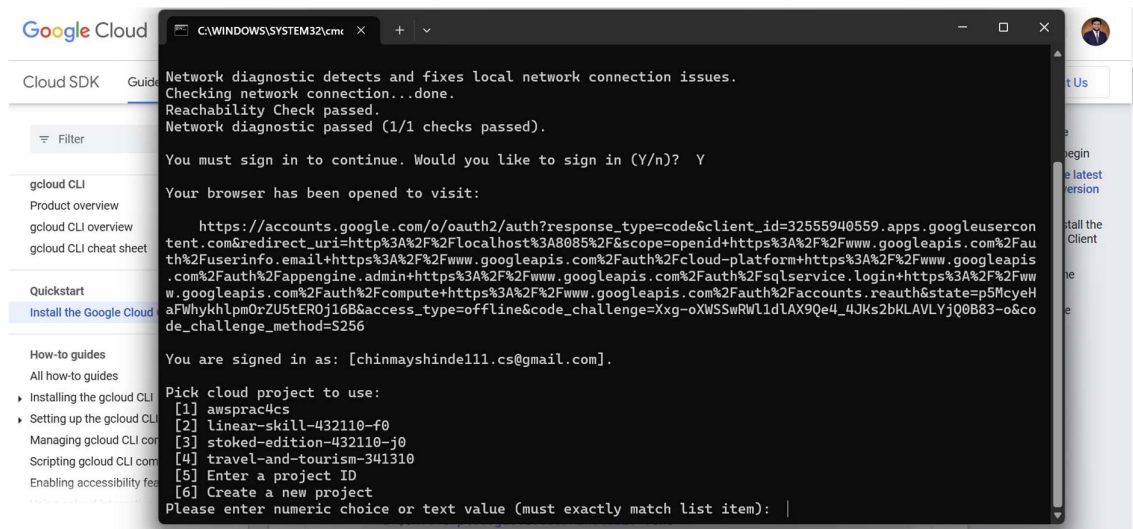 Google Cloud
C:\WINDOWS\SYSTEM32\cmc
Cloud SDK
Guide
t Us
Filter
gcloud CLI
Product overview
gcloud CLI overview
gcloud CLI cheat sheet
Quickstart
Install the Google Cloud
How-to guides
All how-to guides
Installing the gcloud CLI
Setting up the gcloud CLI
Managing gcloud CLI cor
Scripting gcloud CLI com
Enabling accessibility fea
Network diagnostic detects and fixes local network connection issues.
Checking network connection...done.
Reachability Check passed.
Network diagnostic passed (1/1 checks passed).
You must sign in to continue. Would you like to sign in (Y/n)?  Y
Your browser has been opened to visit:
https://accounts.google.com/o/oauth2/auth?response_type=code&client_id=32555940559.apps.googleusercon
tent.com&redirect_uri=http%3A%2F%2Flocalhost%3A8085%2F&scope=openid+https%3A%2F%2Fwww.googleapis.com%2Fau
th%2Fuserinfo.email+https%3A%2F%2Fwww.googleapis.com%2Fauth%2Fcloud-platform+https%3A%2F%2Fwww.googleapis
.com%2Fauth%2Fappengine.admin+https%3A%2F%2Fwww.googleapis.com%2Fauth%2Fsqlservice.login+https%3A%2F%2Fww
w.googleapis.com%2Fauth%2Fcompute+https%3A%2F%2Fwww.googleapis.com%2Fauth%2Faccounts.reauth&state=p5McyeH
aFWhykhlpmOrZU5tEROj16B&access_type=offline&code_challenge=Xxg-oXWSSwRWl1dlAX9Qe4_4JKs2bKLAVLYjQ0B83-o&co
de_challenge_method=S256
You are signed in as: [chinmayshinde111.cs@gmail.com].
Pick cloud project to use:
[1] awsprac4cs
[2] linear-skill-432110-f0
[3] stoked-edition-432110-j0
[4] travel-and-tourism-341310
[5] Enter a project ID
[6] Create a new project
Please enter numeric choice or text value (must exactly match list item):
e
begin
e latest
version
stall the
Client
ne
e